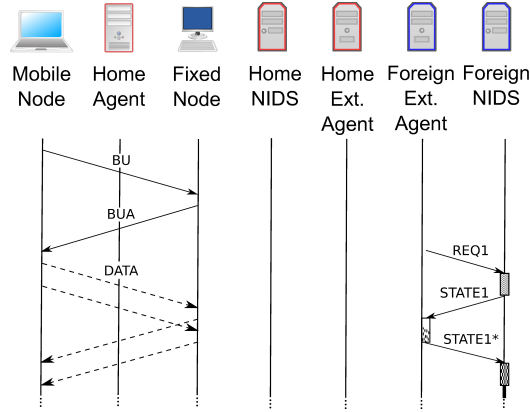 Mobile Node
Home Agent
Fixed Node
Home NIDS
Home Ext. Agent
Foreign Ext. Agent
Foreign NIDS
BU
BUA
DATA
REQ1
STATE1
STATE1*